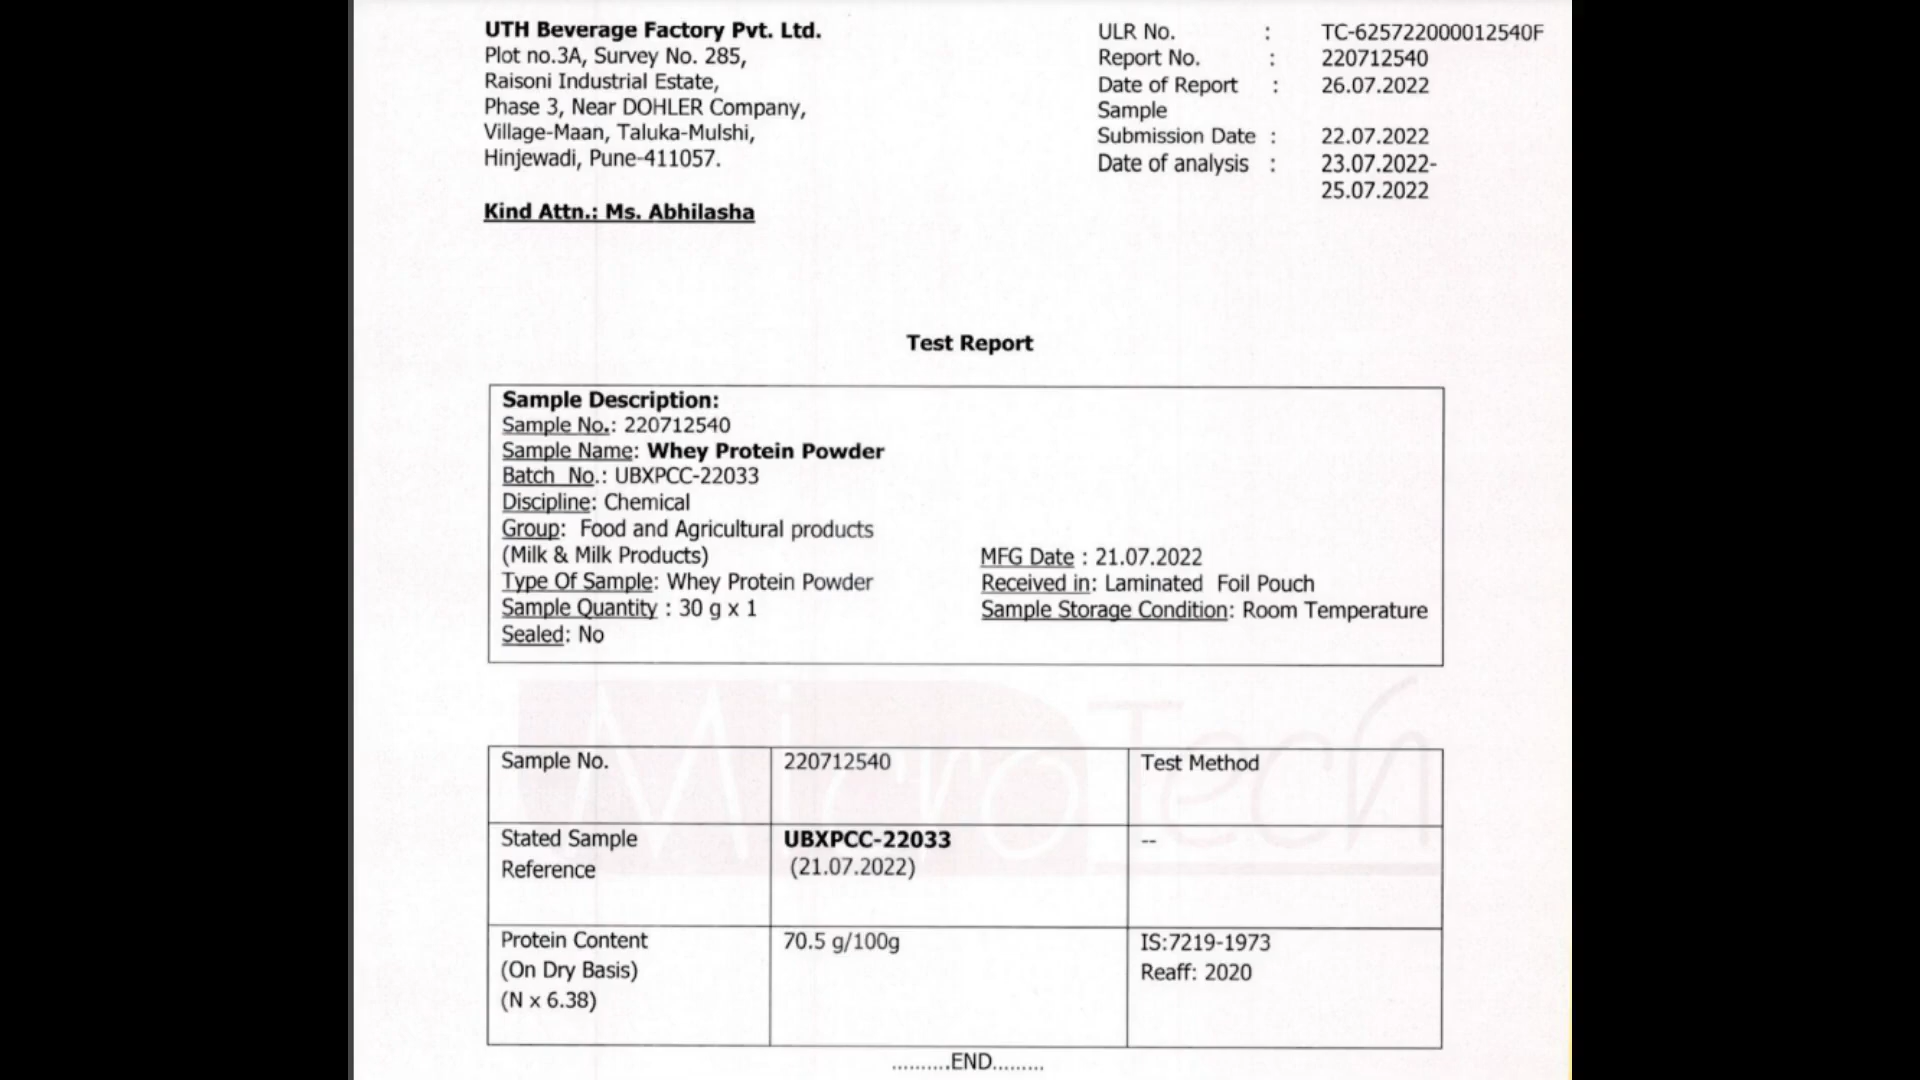 UTH Beverage Factory Pvt. Ltd.
Plot no.3A, Survey No. 285,
Raisoni Industrial Estate,
Phase 3, Near DOHLER Company,
Village-Maan, Taluka-Mulshi,
Hinjewadi, Pune-411057.
Kind Attn.: Ms. Abhilasha
ULR No. : TC-625722000012540F
Report No. : 220712540
Date of Report : 26.07.2022
Sample
Submission Date : 22.07.2022
Date of analysis : 23.07.2022-
25.07.2022
Test Report
Sample Description:
Sample No.: 220712540
Sample Name: Whey Protein Powder
Batch No.: UBXPCC-22033
Discipline: Chemical
Group: Food and Agricultural products
(Milk & Milk Products)
Type Of Sample: Whey Protein Powder
Sample Quantity : 30 g x 1
Sealed: No
MFG Date : 21.07.2022
Received in: Laminated Foil Pouch
Sample Storage Condition: Room Temperature
MicroTech
Sample No. 220712540 Test Method
Stated Sample UBXPCC-22033 --
Reference (21.07.2022)
Protein Content 70.5 g/100g IS:7219-1973
(On Dry Basis) Reaff: 2020
(N x 6.38)
..........END.........